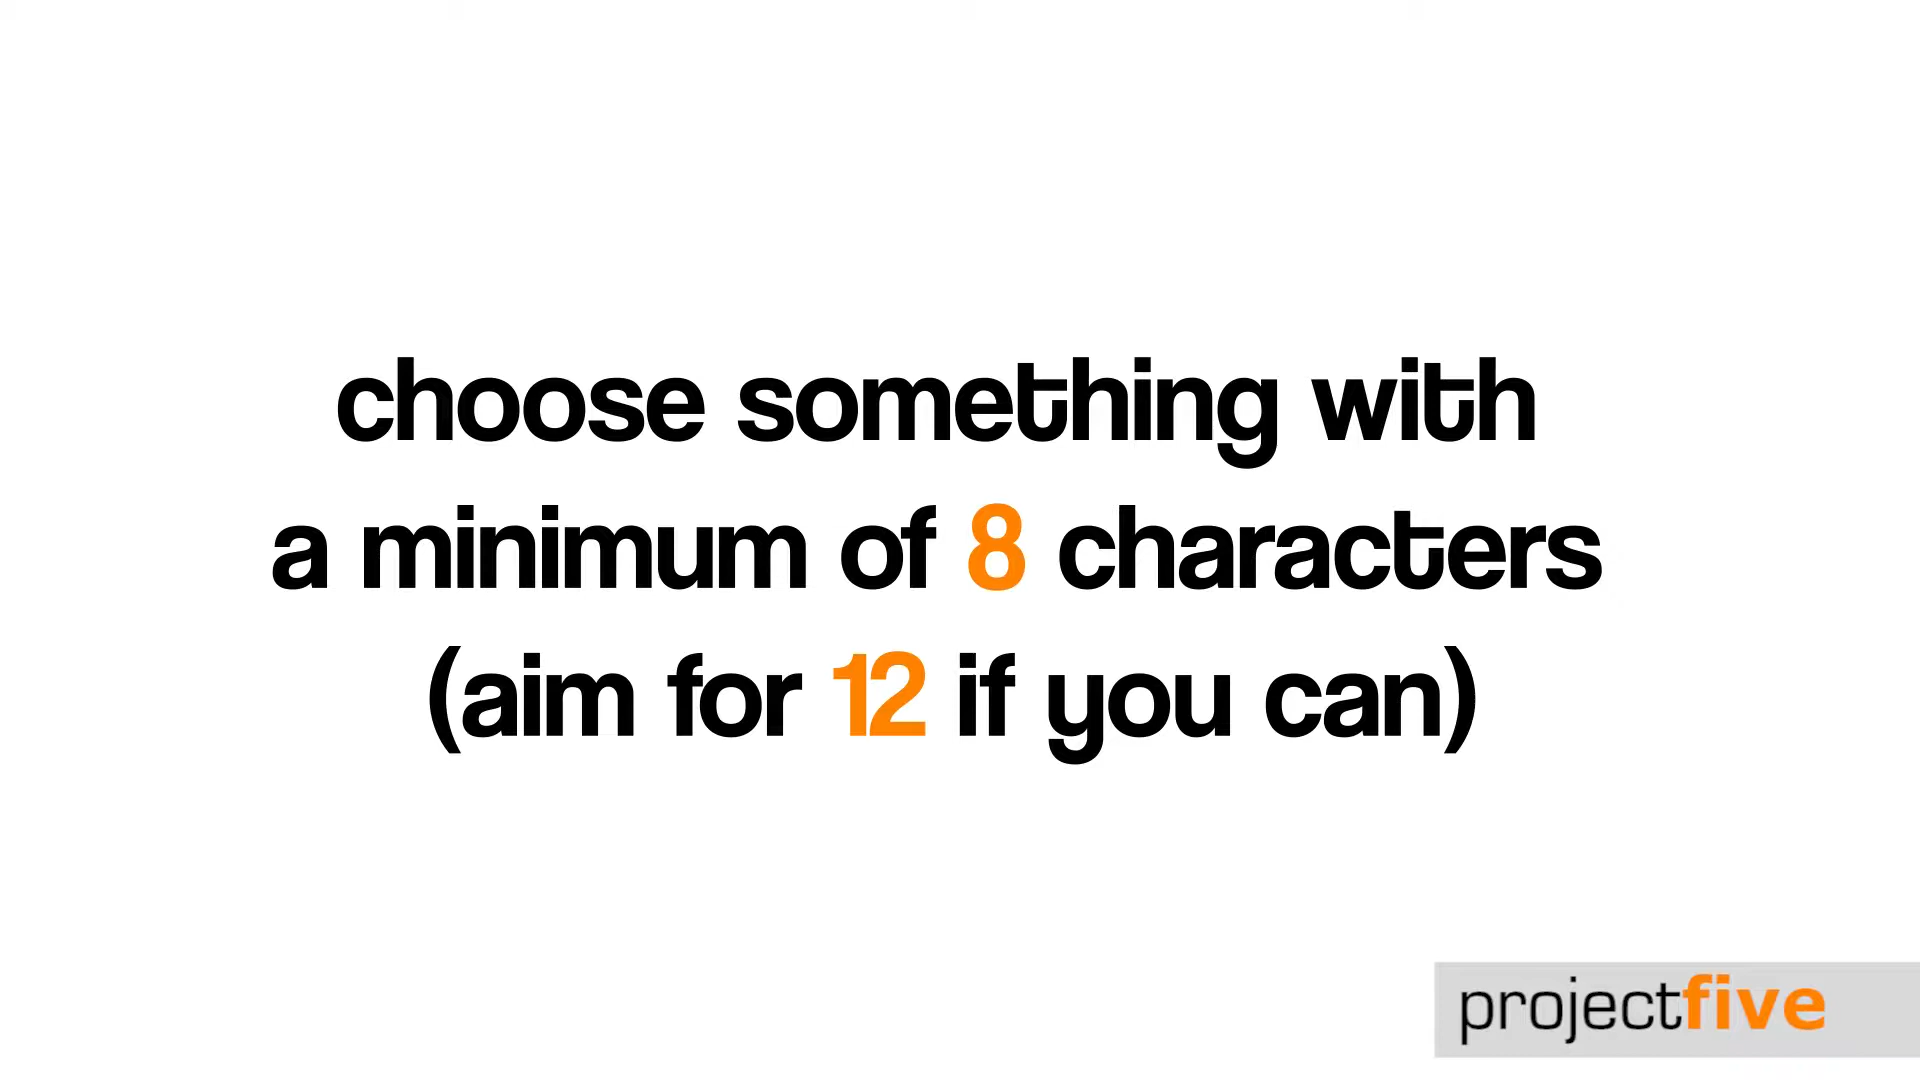 choose something with
a minimum of 8 characters
(aim for 12 if you can)
projectfive